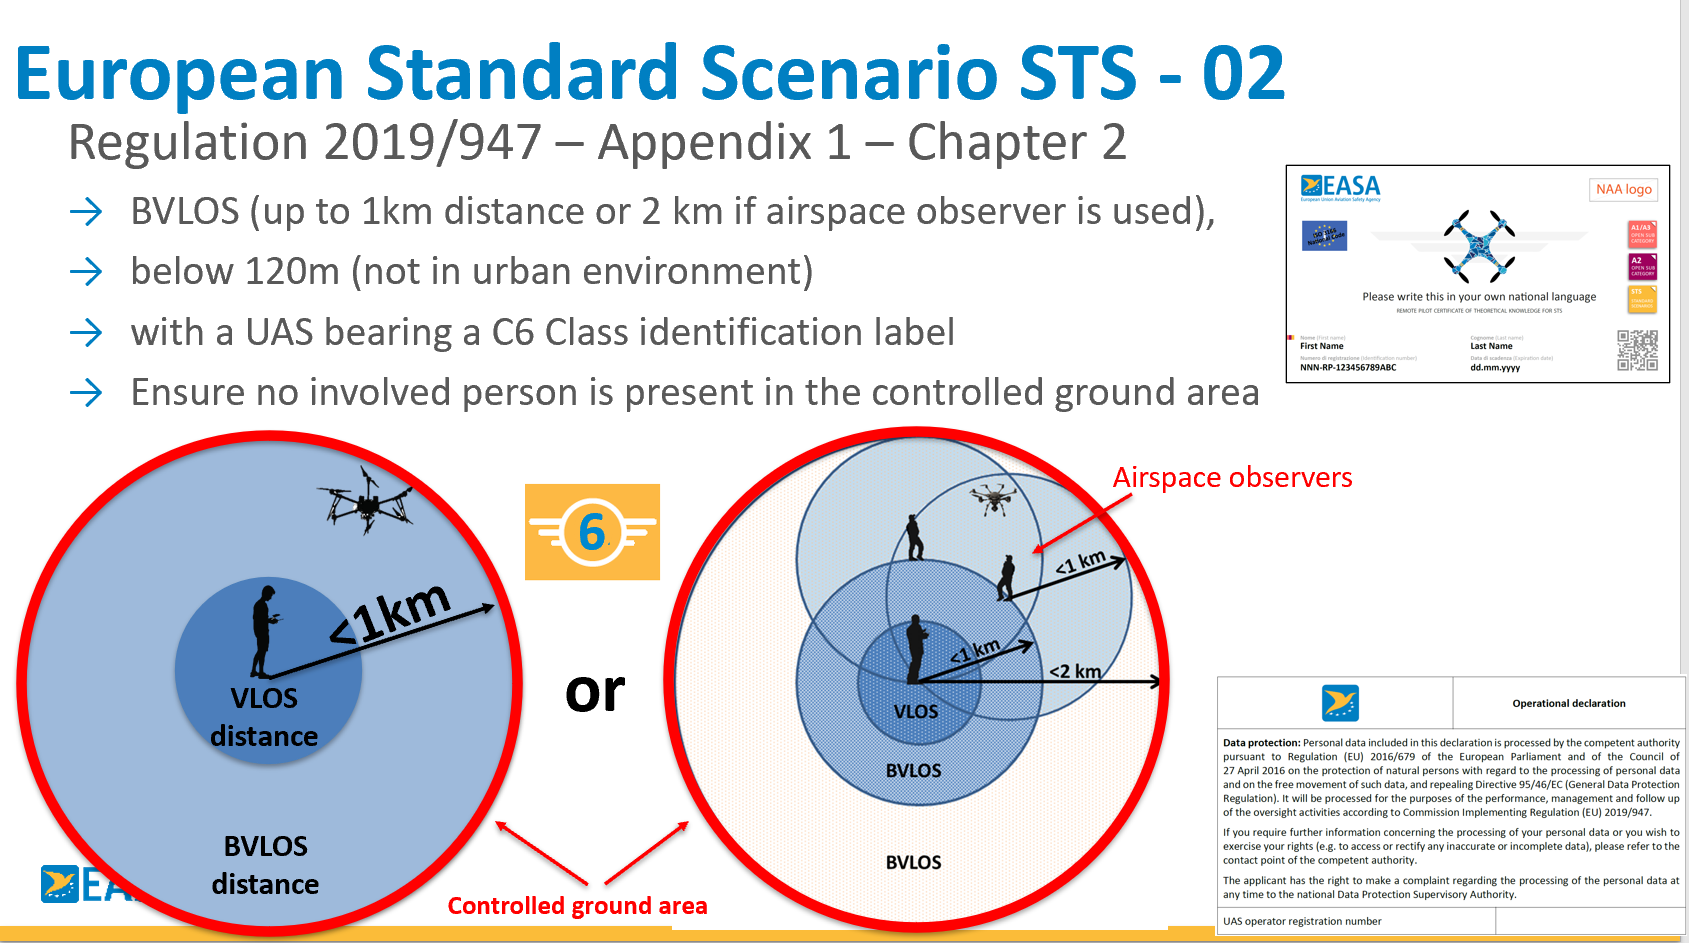 European Standard Scenario STS - 02
Regulation 2019/947 – Appendix 1 – Chapter 2
→ BVLOS (up to 1km distance or 2 km if airspace observer is used),
→ below 120m (not in urban environment)
→ with a UAS bearing a C6 Class identification label
→ Ensure no involved person is present in the controlled ground area
EASA
European Union Aviation Safety Agency
NAA logo
A1/A3
OPEN SUB
CATEGORY
A2
OPEN SUB
CATEGORY
STS
STANDARD
SCENARIO
Please write this in your own national language
REMOTE PILOT CERTIFICATE OF THEORETICAL KNOWLEDGE FOR STS
Nome (First name)
First Name
Cognome (Last name)
Last Name
Numero di registrazione (Identification number)
NNN-RP-123456789ABC
Data di scadenza (Expiration date)
dd.mm.yyyy
<1km
VLOS
distance
BVLOS
distance
6
or
Airspace observers
<1 km
<1 km
<2 km
VLOS
BVLOS
BVLOS
Controlled ground area
EA
Operational declaration
Data protection: Personal data included in this declaration is processed by the competent authority
pursuant to Regulation (EU) 2016/679 of the European Parliament and of the Council of
27 April 2016 on the protection of natural persons with regard to the processing of personal data
and on the free movement of such data, and repealing Directive 95/46/EC (General Data Protection
Regulation). It will be processed for the purposes of the performance, management and follow up
of the oversight activities according to Commission Implementing Regulation (EU) 2019/947.
If you require further information concerning the processing of your personal data or you wish to
exercise your rights (e.g. to access or rectify any inaccurate or incomplete data), please refer to the
contact point of the competent authority.
The applicant has the right to make a complaint regarding the processing of the personal data at
any time to the national Data Protection Supervisory Authority.
UAS operator registration number